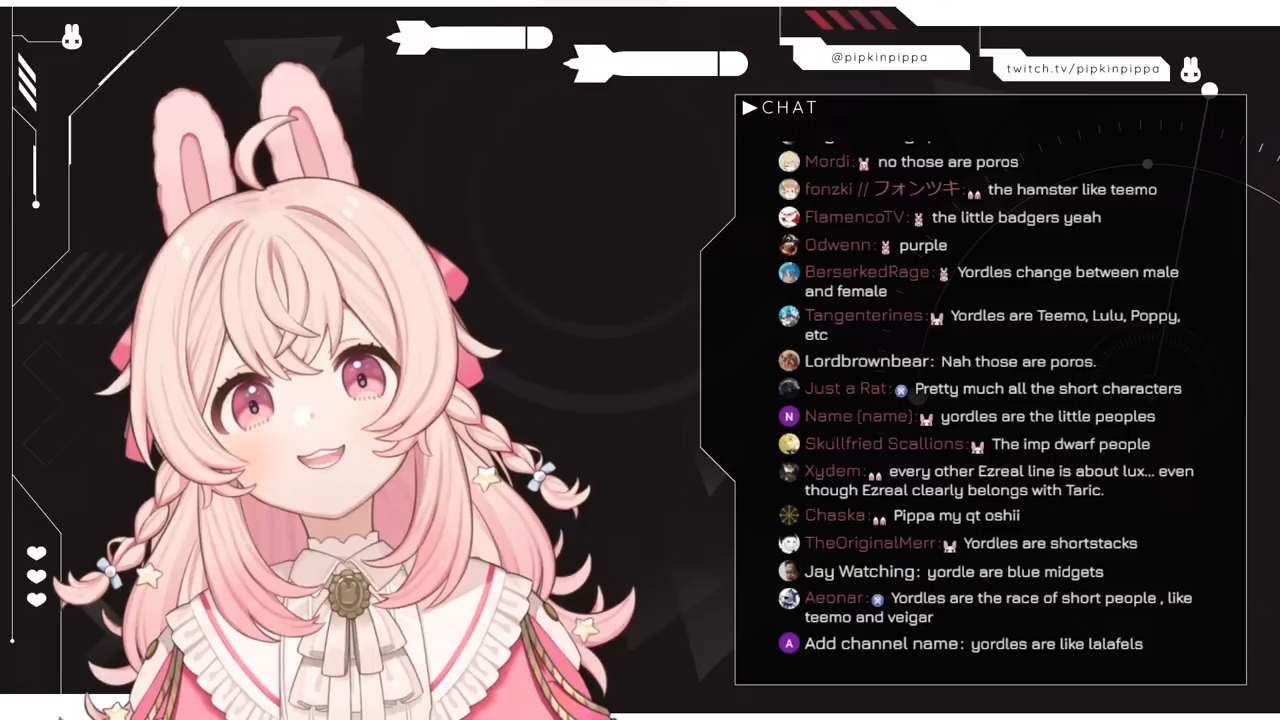 @pipkinpippa
twitch.tv/pipkinpippa
▶CHAT
Mordi: no those are poros
fonzki // フォンツキ: the hamster like teemo
FlamencoTV: the little badgers yeah
Odwenn: purple
BerserkedRage: Yordles change between male
and female
Tangenterines: Yordles are Teemo, Lulu, Poppy,
etc
Lordbrownbear: Nah those are poros.
Just a Rat: Pretty much all the short characters
N Name (name): yordles are the little peoples
Skullfried Scallions: The imp dwarf people
Xydem: every other Ezreal line is about lux... even
though Ezreal clearly belongs with Taric.
Chaska: Pippa my qt oshii
TheOriginalMerr: Yordles are shortstacks
Jay Watching: yordle are blue midgets
Aeonar: Yordles are the race of short people , like
teemo and veigar
A Add channel name: yordles are like lalafels